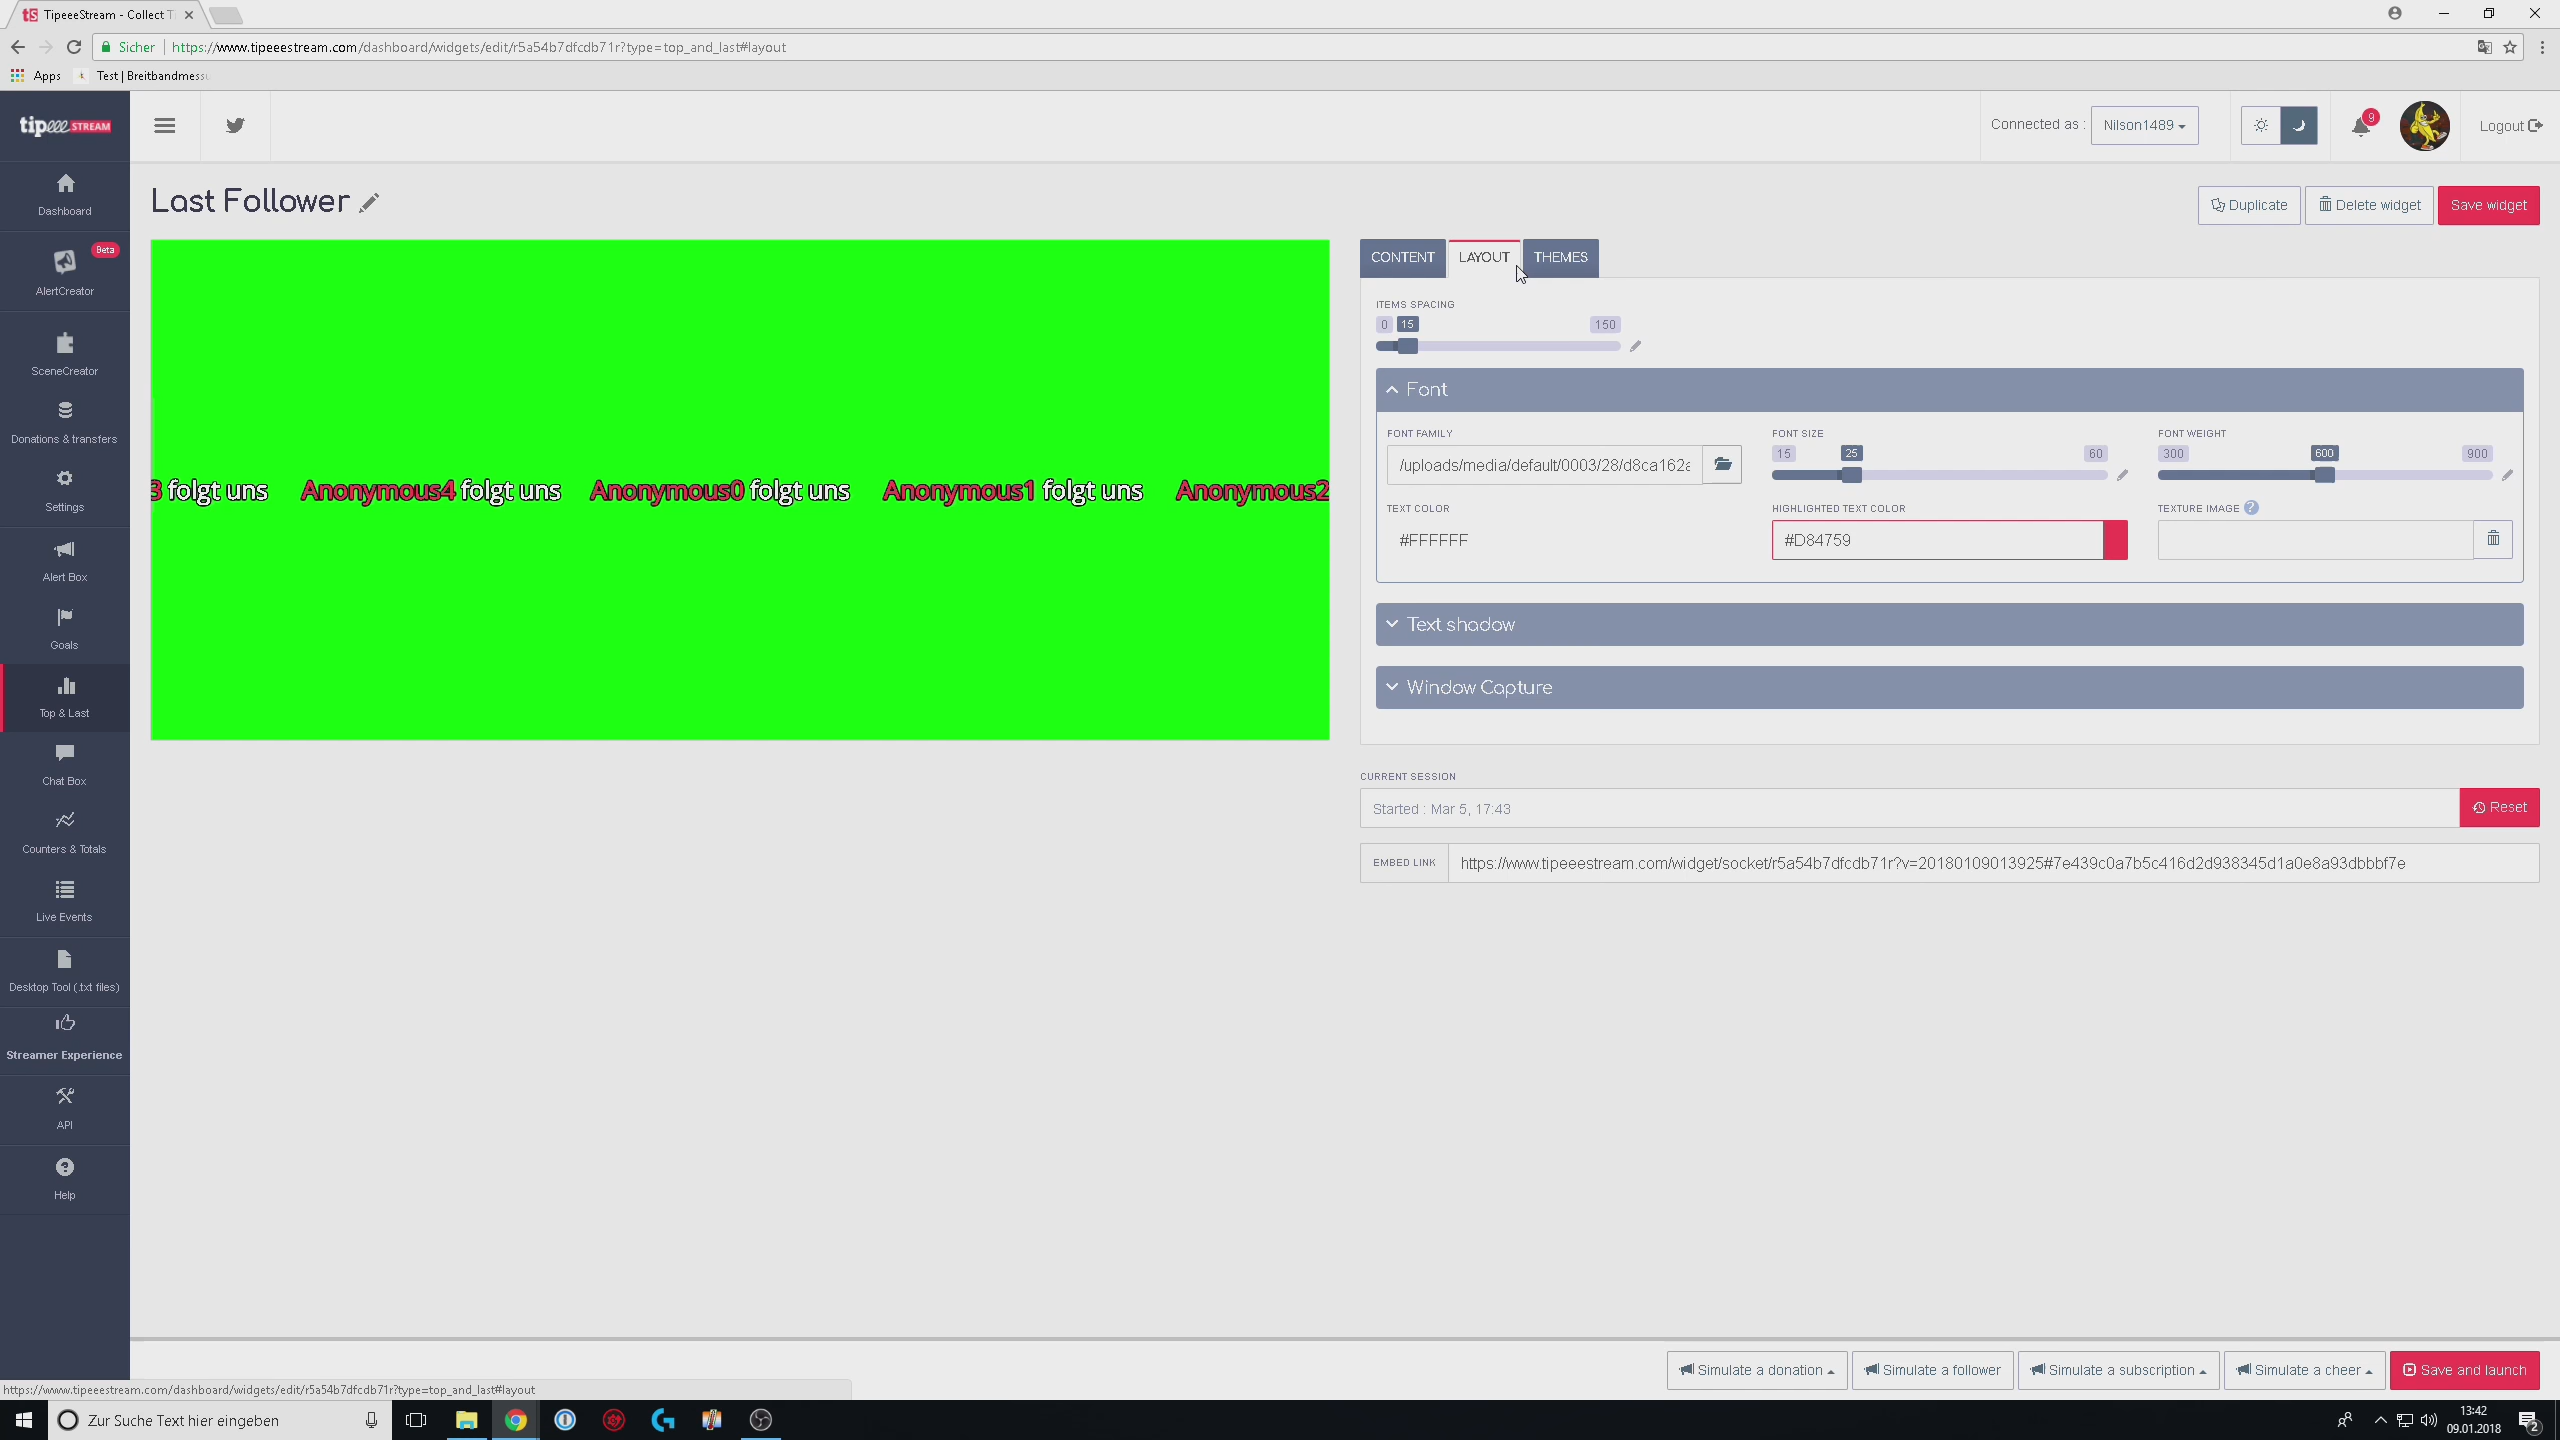 TipeeeStream - Collect T
Sicher
https://www.tipeeestream.com/dashboard/widgets/edit/r5a54b7dfcdb71r?type=top_and_last#layout
Apps
Test | Breitbandmess
tipeee STREAM
Connected as :
Nilson1489
9
Logout
Dashboard
Beta
AlertCreator
SceneCreator
Donations & transfers
Settings
Alert Box
Goals
Top & Last
Chat Box
Counters & Totals
Live Events
Desktop Tool (.txt files)
Streamer Experience
API
Help
Last Follower
Duplicate
Delete widget
Save widget
3 folgt uns Anonymous4 folgt uns Anonymous0 folgt uns Anonymous1 folgt uns Anonymous2
CONTENT
LAYOUT
THEMES
ITEMS SPACING
0 15 150
Font
FONT FAMILY
/uploads/media/default/0003/28/d8ca162a
FONT SIZE
15 25 60
FONT WEIGHT
300 600 900
TEXT COLOR
#FFFFFF
HIGHLIGHTED TEXT COLOR
#D84759
TEXTURE IMAGE ?
Text shadow
Window Capture
CURRENT SESSION
Started : Mar 5, 17:43
Reset
EMBED LINK
https://www.tipeeestream.com/widget/socket/r5a54b7dfcdb71r?v=20180109013925#7e439c0a7b5c416d2d938345d1a0e8a93dbbbf7e
Simulate a donation
Simulate a follower
Simulate a subscription
Simulate a cheer
Save and launch
https://www.tipeeestream.com/dashboard/widgets/edit/r5a54b7dfcdb71r?type=top_and_last#layout
Zur Suche Text hier eingeben
13:42
09.01.2018
2